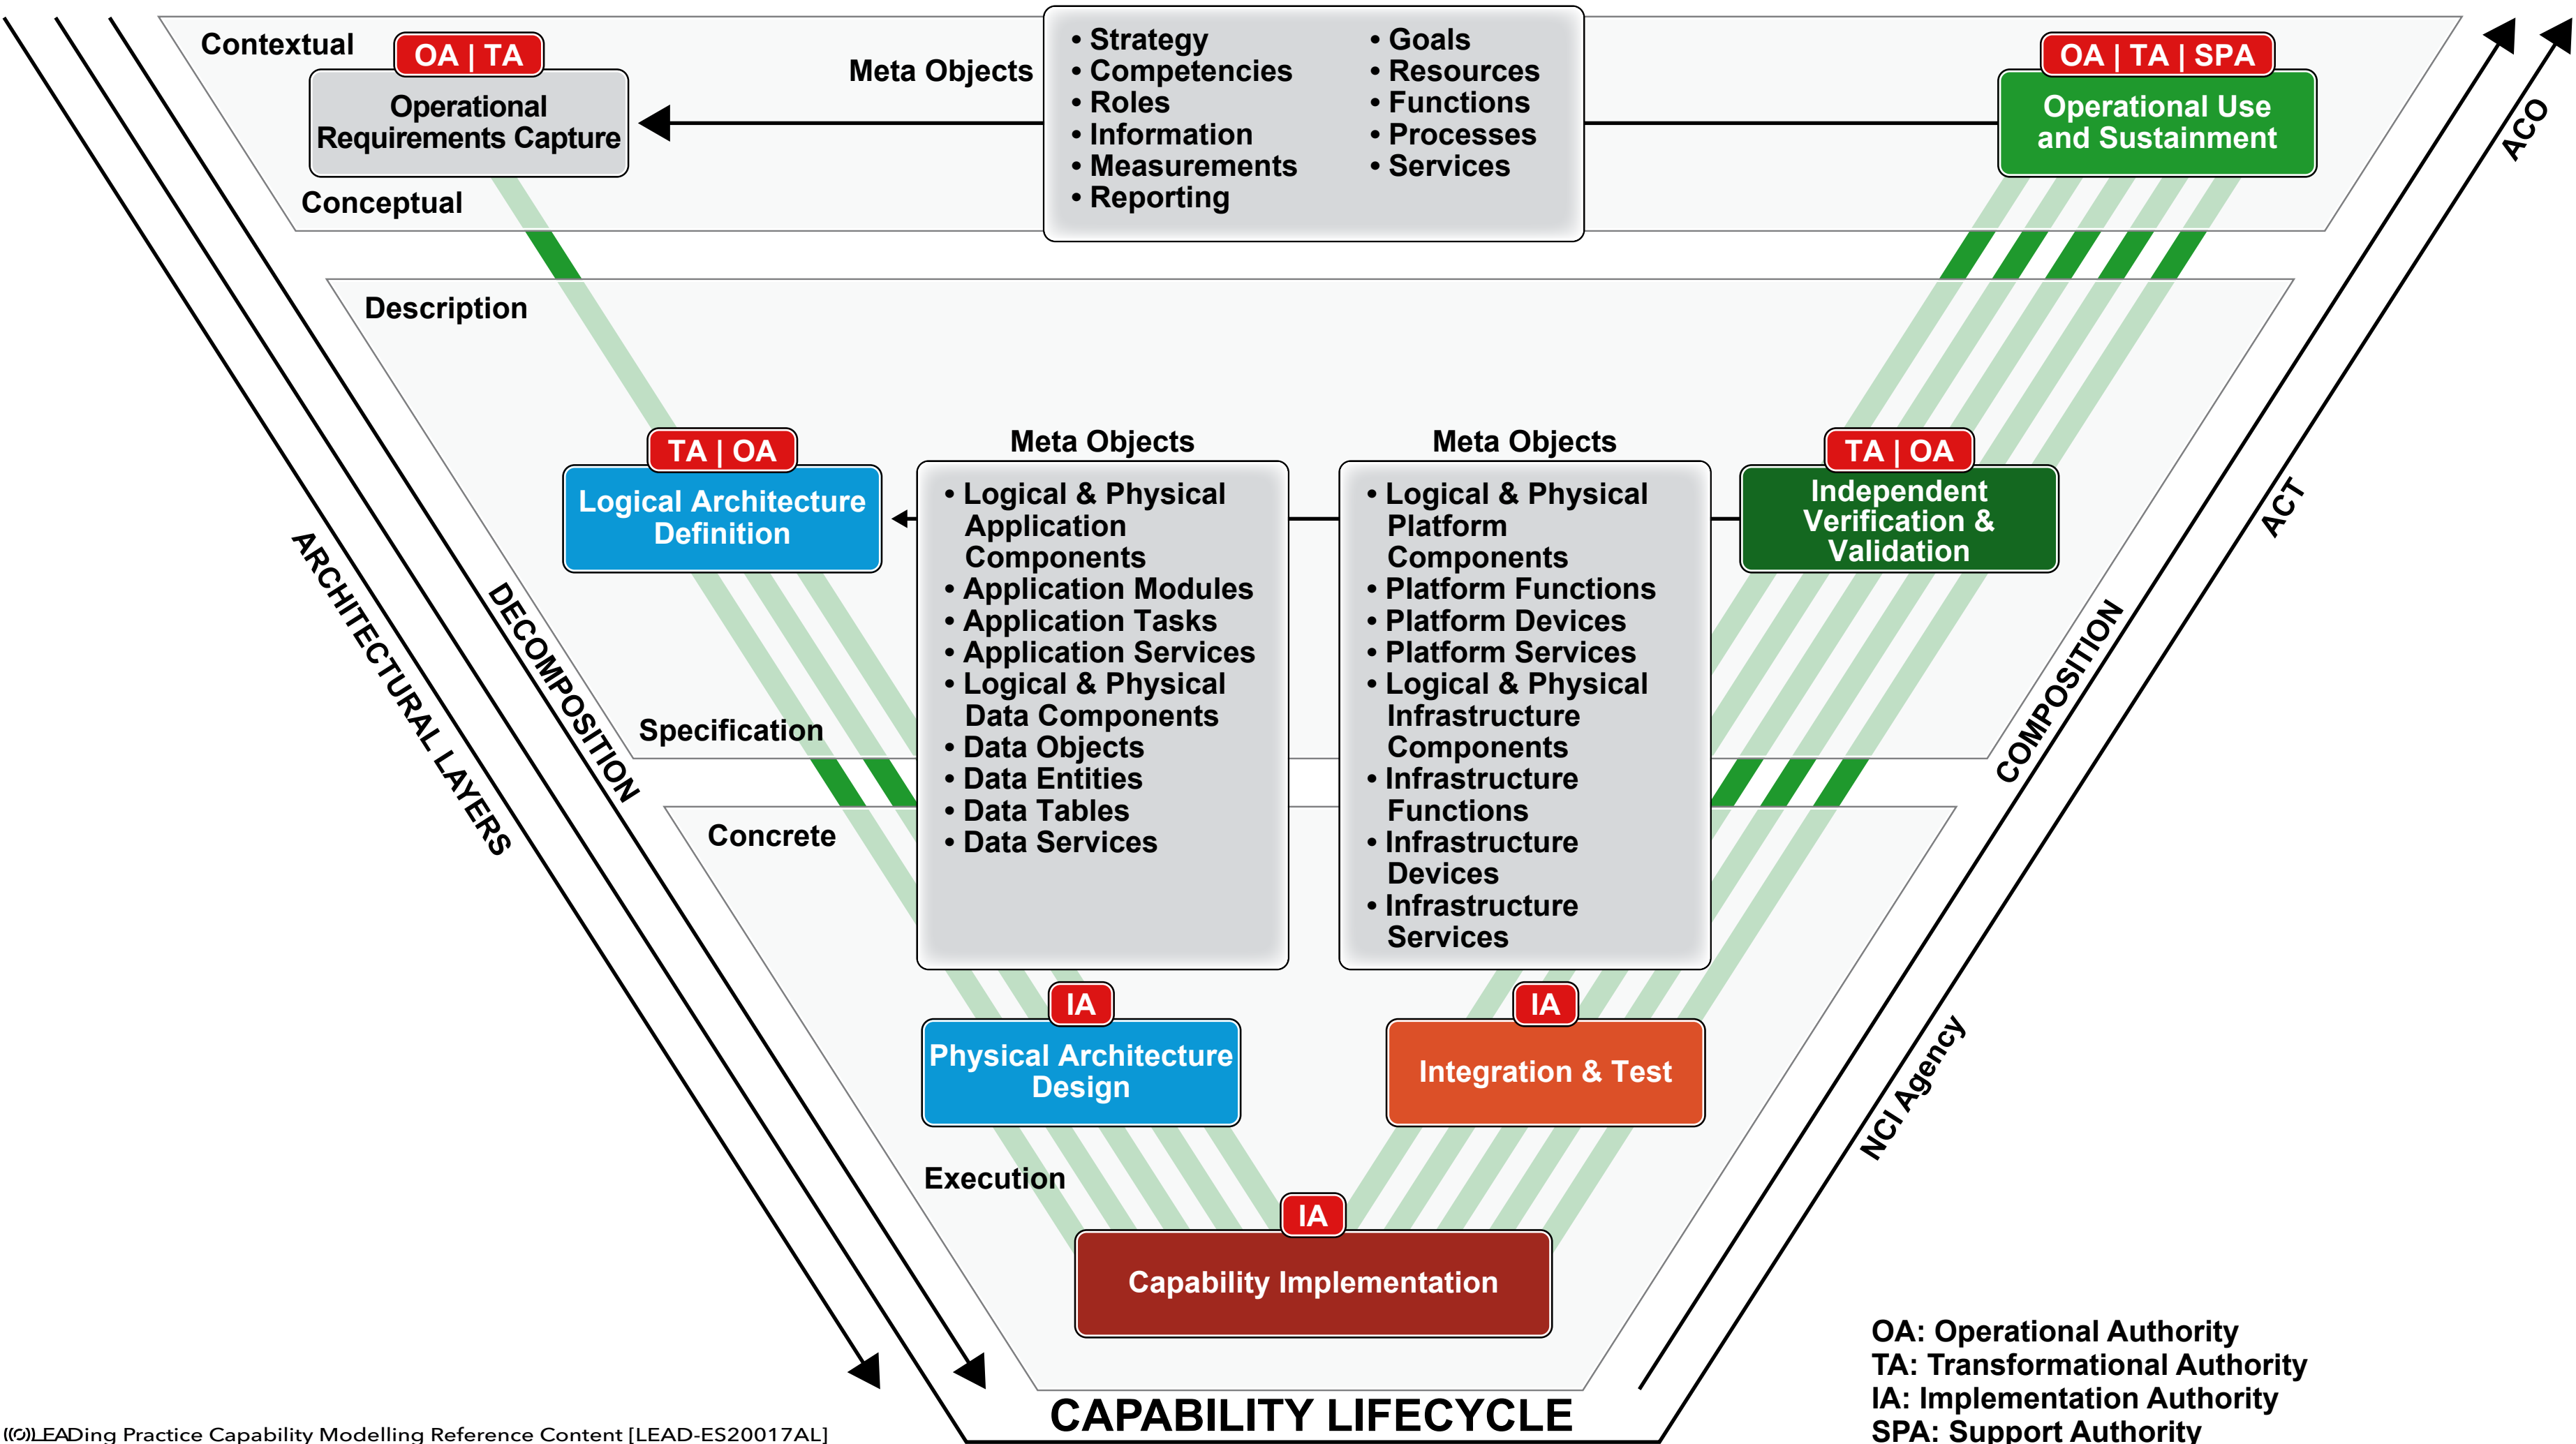 Contextual
OA | TA
Operational
Requirements Capture
Conceptual
Meta Objects
• Strategy
• Competencies
• Roles
• Information
• Measurements
• Reporting
• Goals
• Resources
• Functions
• Processes
• Services
OA | TA | SPA
Operational Use
and Sustainment
ACO
Description
TA | OA
Logical Architecture
Definition
Meta Objects
• Logical & Physical
Application
Components
• Application Modules
• Application Tasks
• Application Services
• Logical & Physical
Data Components
• Data Objects
• Data Entities
• Data Tables
• Data Services
Meta Objects
• Logical & Physical
Platform
Components
• Platform Functions
• Platform Devices
• Platform Services
• Logical & Physical
Infrastructure
Components
• Infrastructure
Functions
• Infrastructure
Devices
• Infrastructure
Services
TA | OA
Independent
Verification &
Validation
ACT
ARCHITECTURAL LAYERS
DECOMPOSITION
COMPOSITION
Specification
Concrete
IA
Physical Architecture
Design
IA
Integration & Test
NCI Agency
Execution
IA
Capability Implementation
CAPABILITY LIFECYCLE
OA: Operational Authority
TA: Transformational Authority
IA: Implementation Authority
SPA: Support Authority
LEADing Practice Capability Modelling Reference Content [LEAD-ES20017AL]